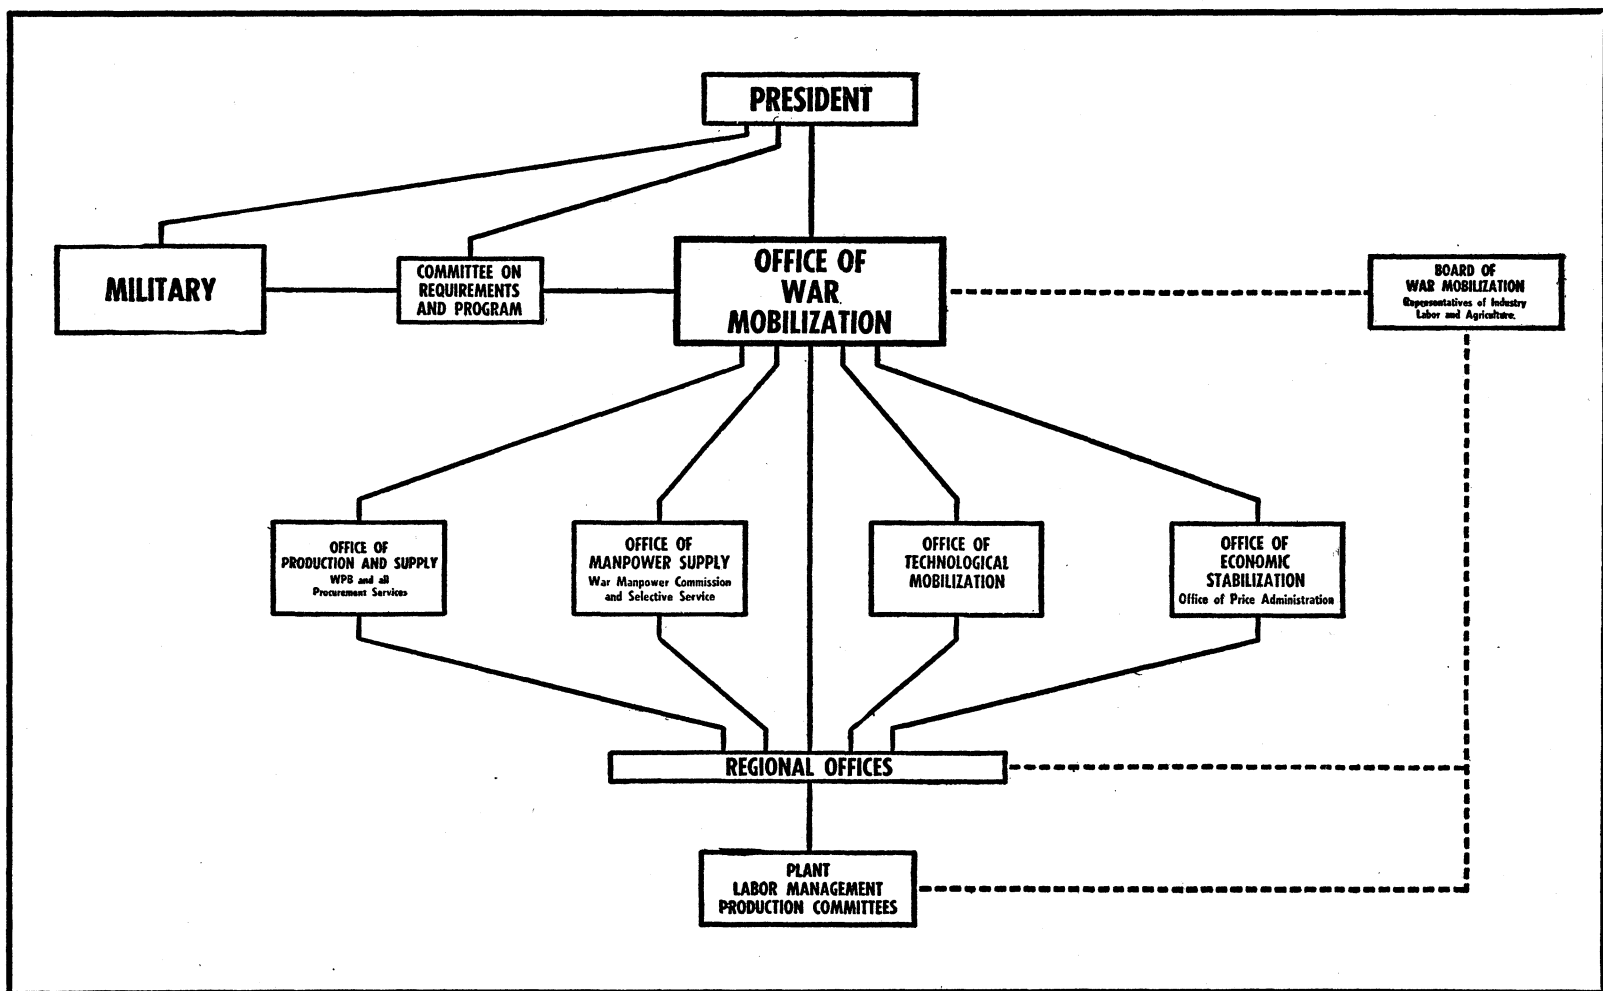 PRESIDENT
MILITARY
COMMITTEE ON
REQUIREMENTS
AND PROGRAM
OFFICE OF
WAR
MOBILIZATION
BOARD OF
WAR MOBILIZATION
Representatives of Industry
Labor and Agriculture.
OFFICE OF
PRODUCTION AND SUPPLY
WPB and all
Procurement Services
OFFICE OF
MANPOWER SUPPLY
War Manpower Commission
and Selective Service
OFFICE OF
TECHNOLOGICAL
MOBILIZATION
OFFICE OF
ECONOMIC
STABILIZATION
Office of Price Administration
REGIONAL OFFICES
PLANT
LABOR MANAGEMENT
PRODUCTION COMMITTEES